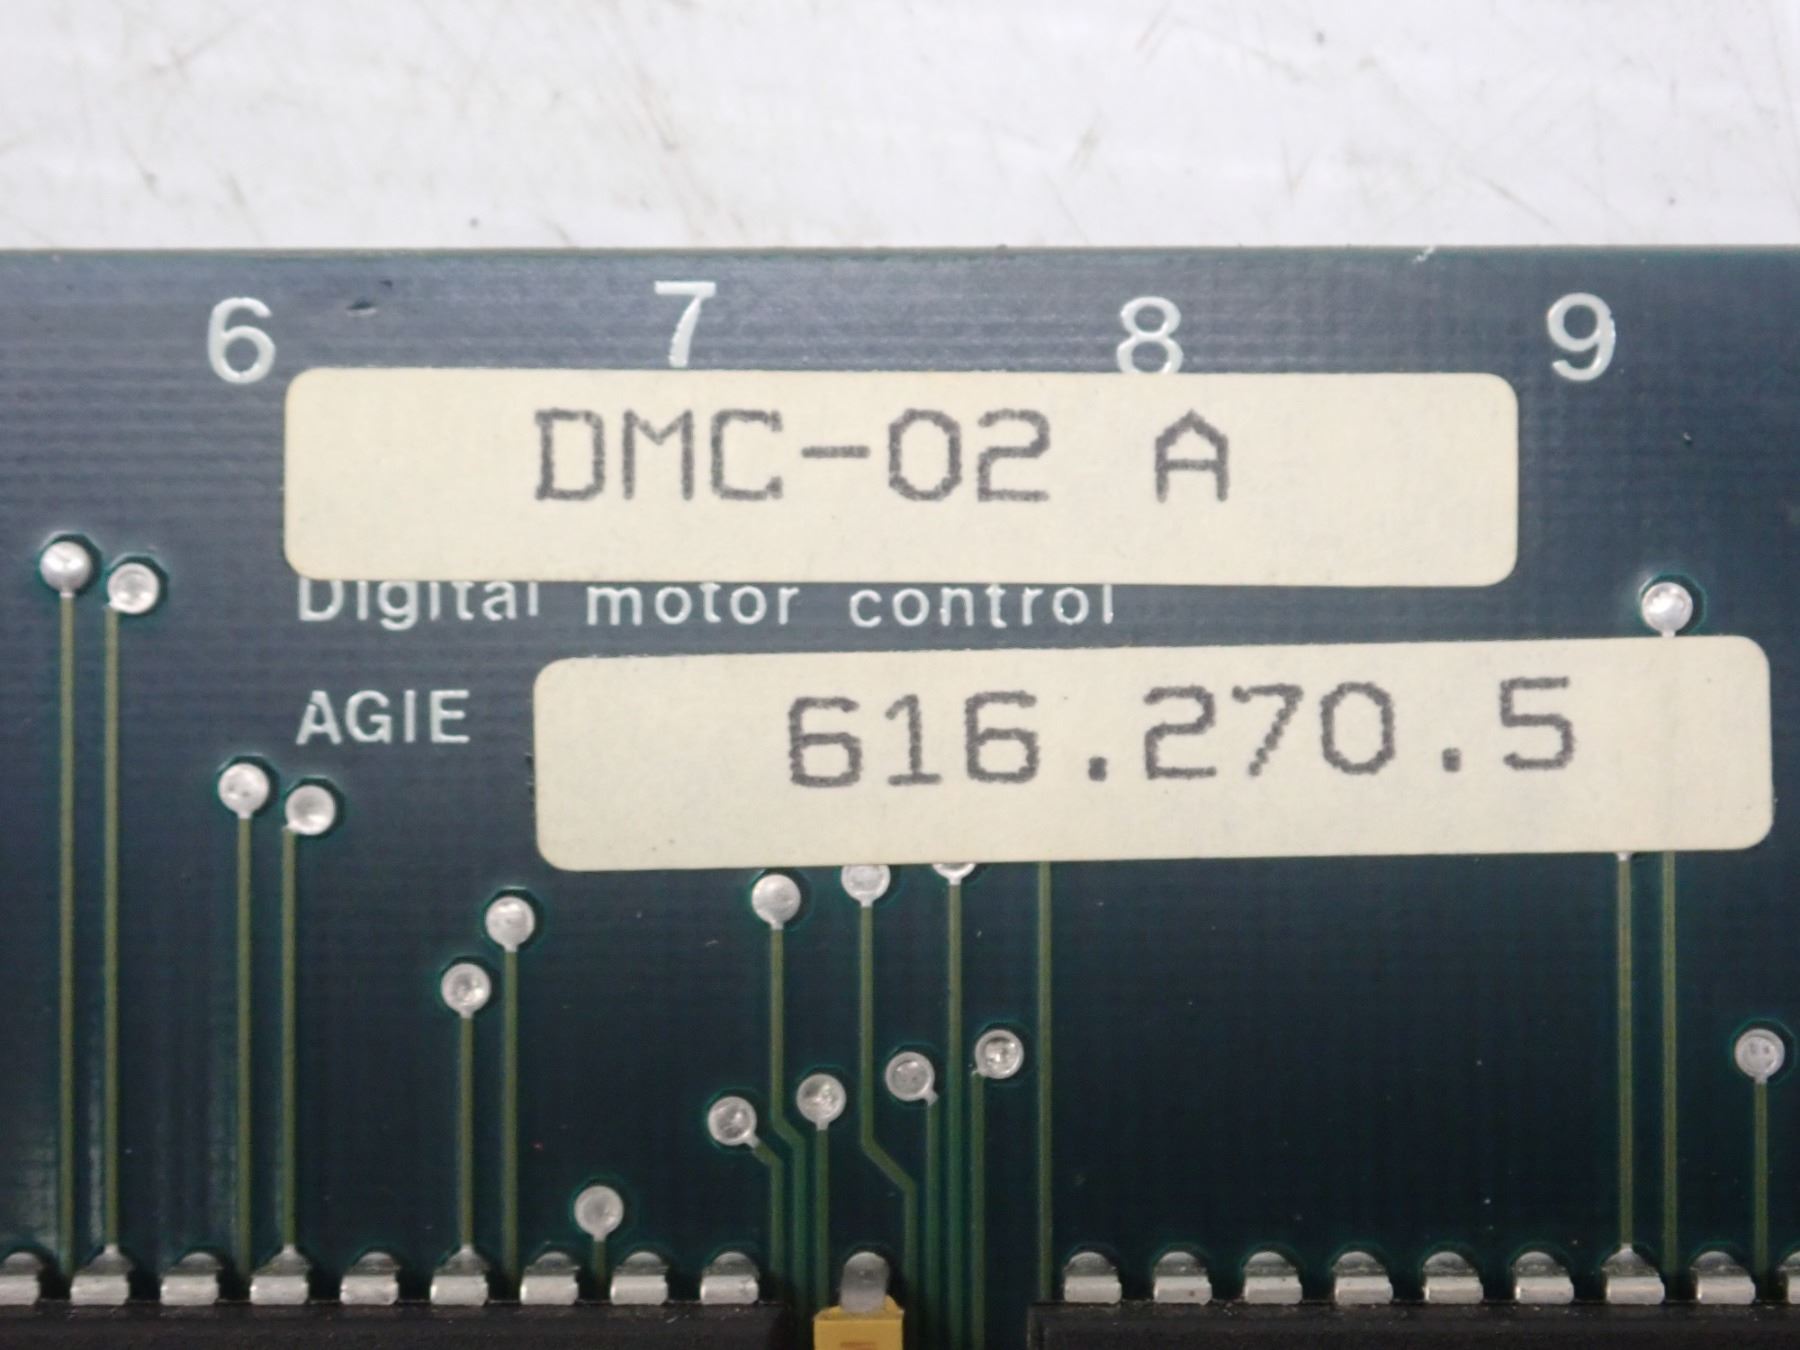 6 7 8 9
DMC-02 A
Digital motor control
AGIE 616.270.5